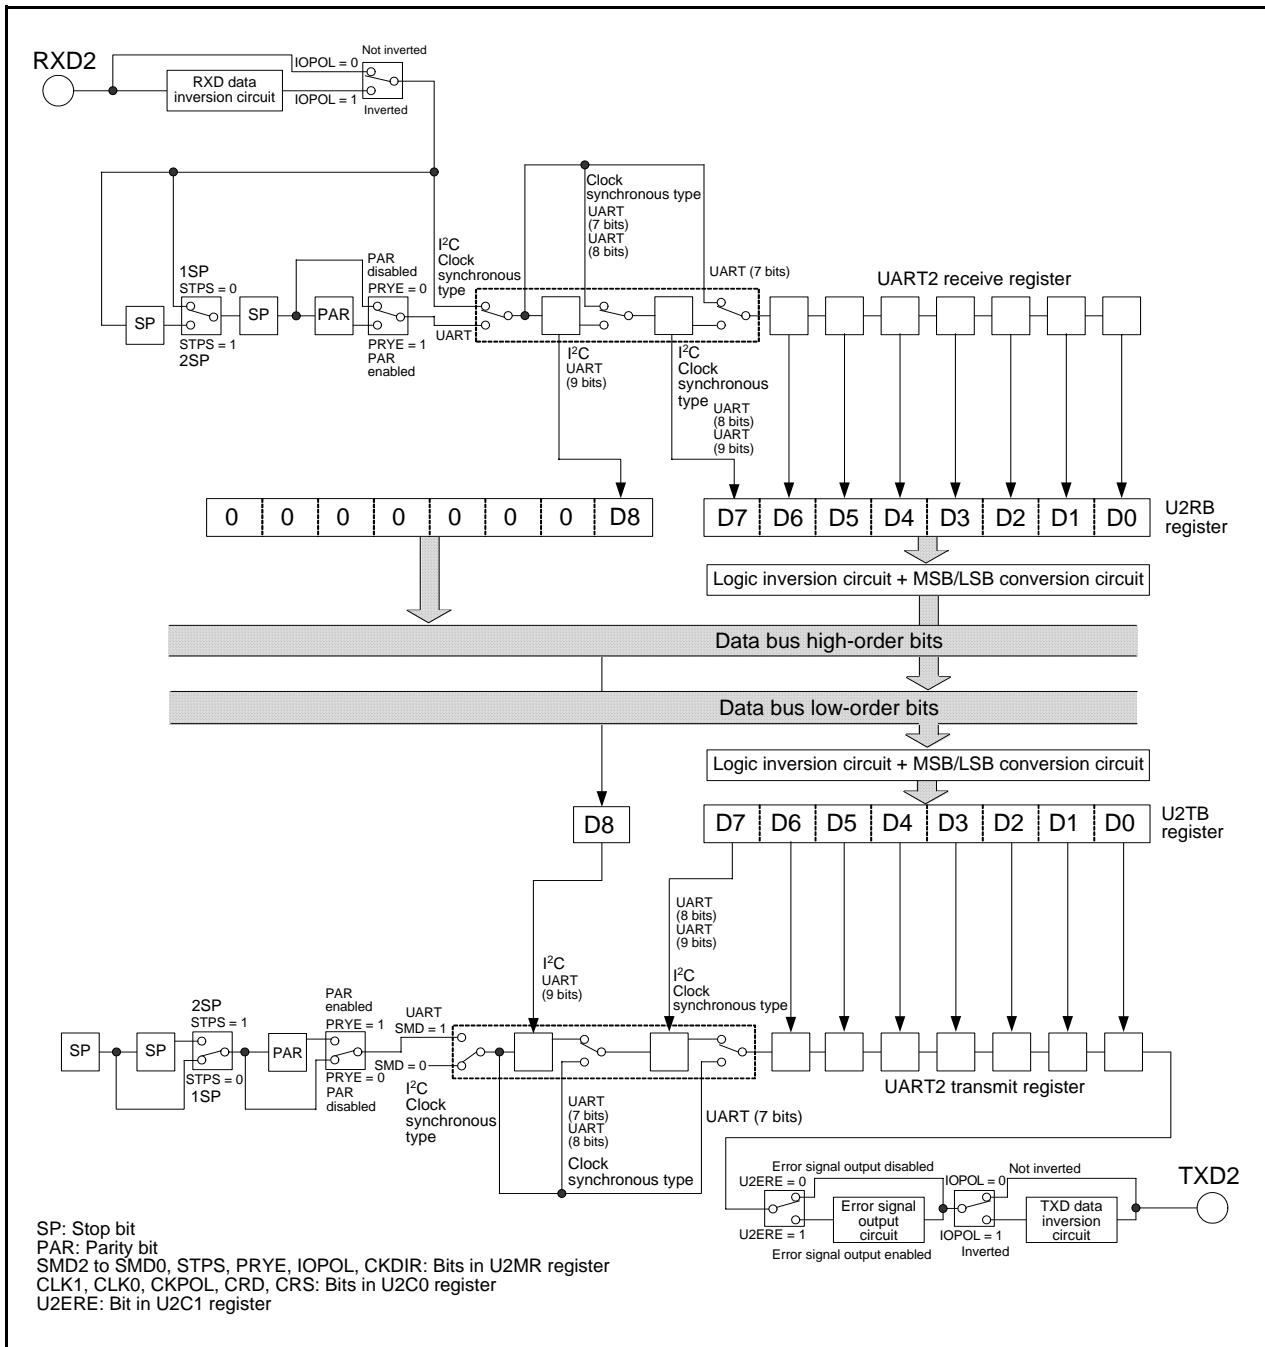 RXD2
Not inverted
IOPOL = 0
RXD data
inversion circuit
IOPOL = 1
Inverted
Clock
synchronous type
UART
(7 bits)
UART
(8 bits)
I²C
Clock
synchronous
type
PAR
disabled
1SP
STPS = 0
PRYE = 0
UART (7 bits)
UART2 receive register
SP
SP
PAR
UART
STPS = 1
2SP
PRYE = 1
PAR
enabled
I²C
UART
(9 bits)
I²C
Clock
synchronous
type
UART
(8 bits)
UART
(9 bits)
0 0 0 0 0 0 0 D8
D7 D6 D5 D4 D3 D2 D1 D0
U2RB
register
Logic inversion circuit + MSB/LSB conversion circuit
Data bus high-order bits
Data bus low-order bits
Logic inversion circuit + MSB/LSB conversion circuit
D8
D7 D6 D5 D4 D3 D2 D1 D0
U2TB
register
UART
(8 bits)
UART
(9 bits)
I²C
UART
(9 bits)
I²C
Clock
synchronous type
2SP
STPS = 1
PAR
enabled
PRYE = 1
UART
SMD = 1
SP
SP
PAR
STPS = 0
1SP
PRYE = 0
PAR
disabled
SMD = 0
I²C
Clock
synchronous
type
UART
(7 bits)
UART
(8 bits)
Clock
synchronous type
UART (7 bits)
UART2 transmit register
Error signal output disabled
U2ERE = 0
Error signal
output
circuit
U2ERE = 1
Error signal output enabled
Not inverted
IOPOL = 0
TXD data
inversion
circuit
IOPOL = 1
Inverted
TXD2
SP: Stop bit
PAR: Parity bit
SMD2 to SMD0, STPS, PRYE, IOPOL, CKDIR: Bits in U2MR register
CLK1, CLK0, CKPOL, CRD, CRS: Bits in U2C0 register
U2ERE: Bit in U2C1 register